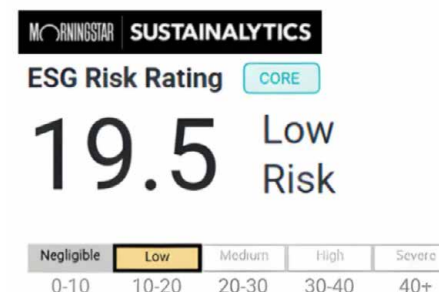 MORNINGSTAR | SUSTAINALYTICS
ESG Risk Rating CORE
19.5 Low
Risk
Negligible Low Medium High Severe
0-10 10-20 20-30 30-40 40+